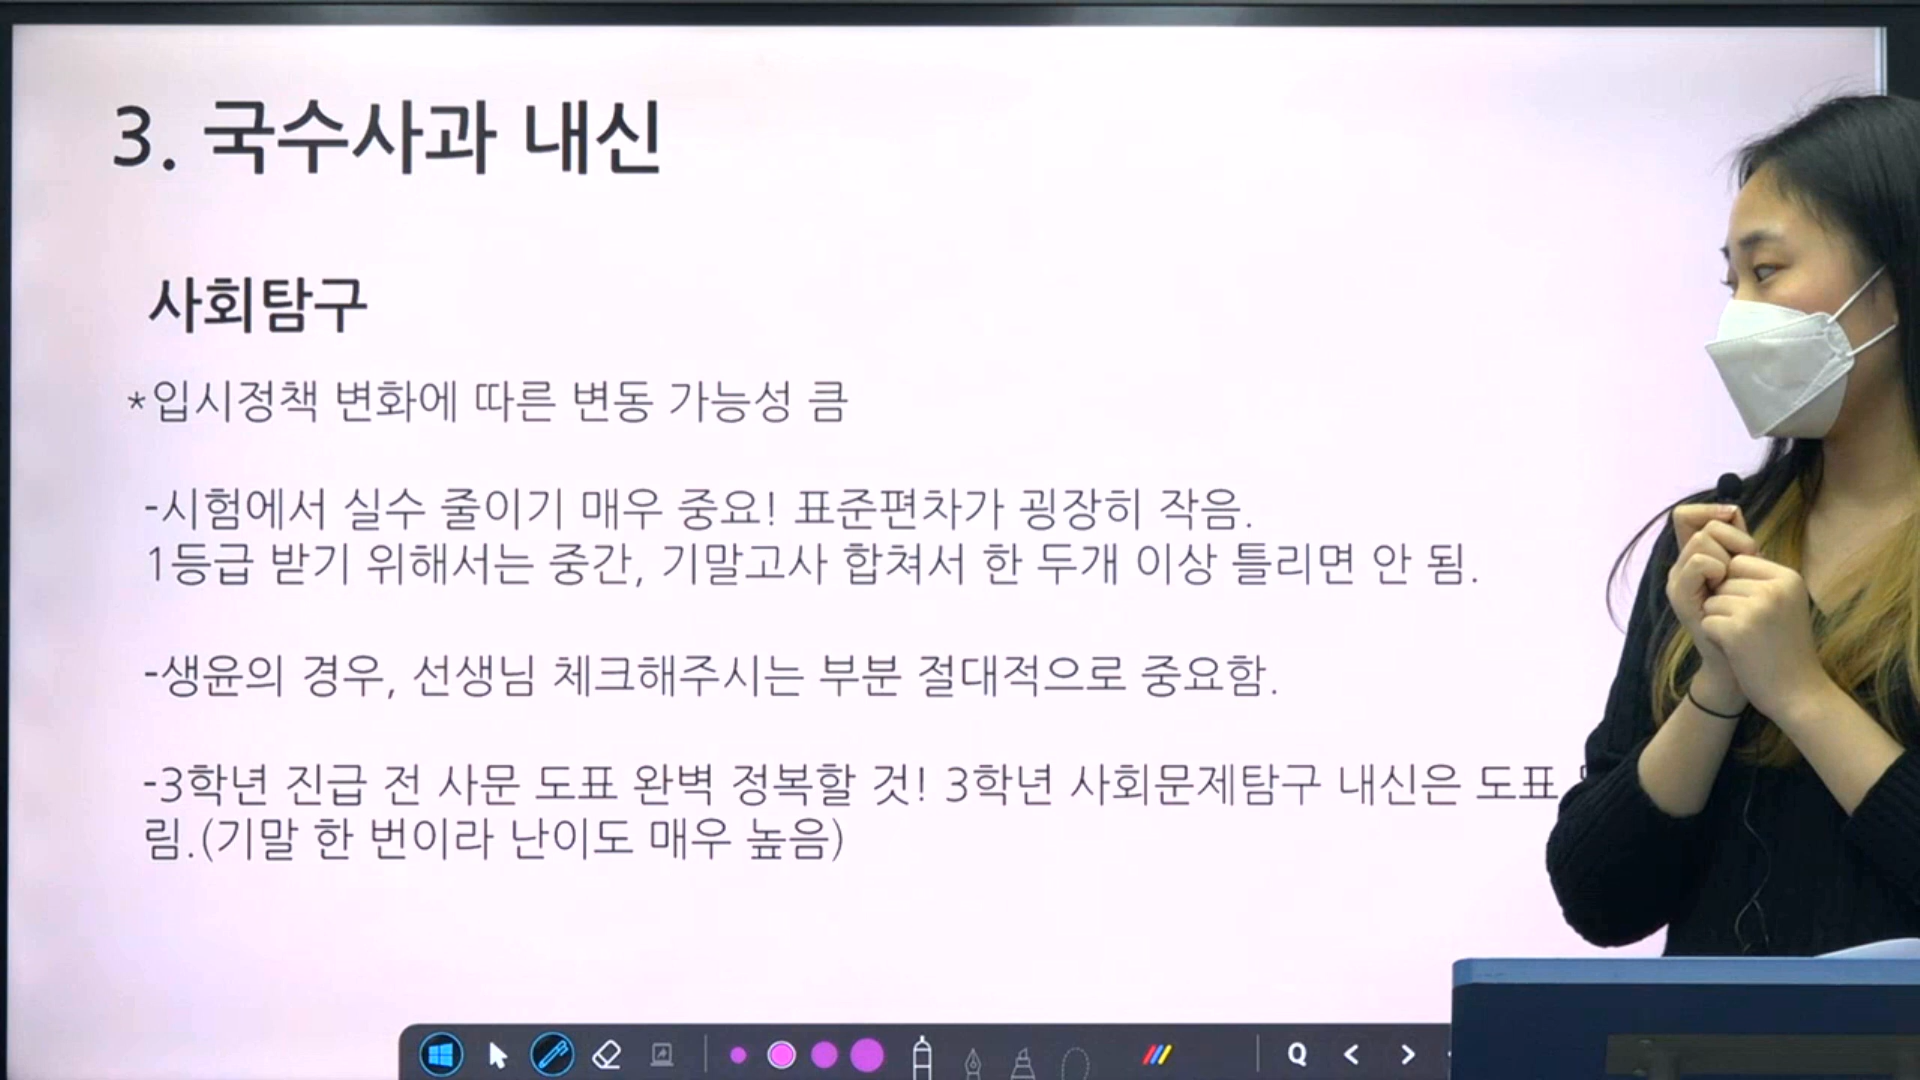 3. 국수사과 내신
사회탐구
*입시정책 변화에 따른 변동 가능성 큼
-시험에서 실수 줄이기 매우 중요! 표준편차가 굉장히 작음.
1등급 받기 위해서는 중간, 기말고사 합쳐서 한 두개 이상 틀리면 안 됨.
-생윤의 경우, 선생님 체크해주시는 부분 절대적으로 중요함.
-3학년 진급 전 사문 도표 완벽 정복할 것! 3학년 사회문제탐구 내신은 도표
림.(기말 한 번이라 난이도 매우 높음)